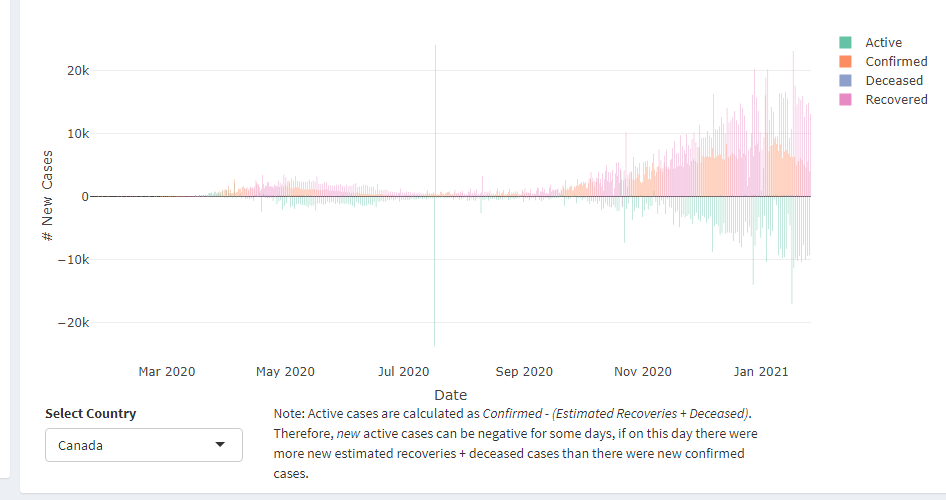 Active
Confirmed
Deceased
Recovered
20k
10k
0
−10k
−20k
# New Cases
Mar 2020 May 2020 Jul 2020 Sep 2020 Nov 2020 Jan 2021
Date
Select Country
Canada
Note: Active cases are calculated as Confirmed - (Estimated Recoveries + Deceased).
Therefore, new active cases can be negative for some days, if on this day there were
more new estimated recoveries + deceased cases than there were new confirmed
cases.